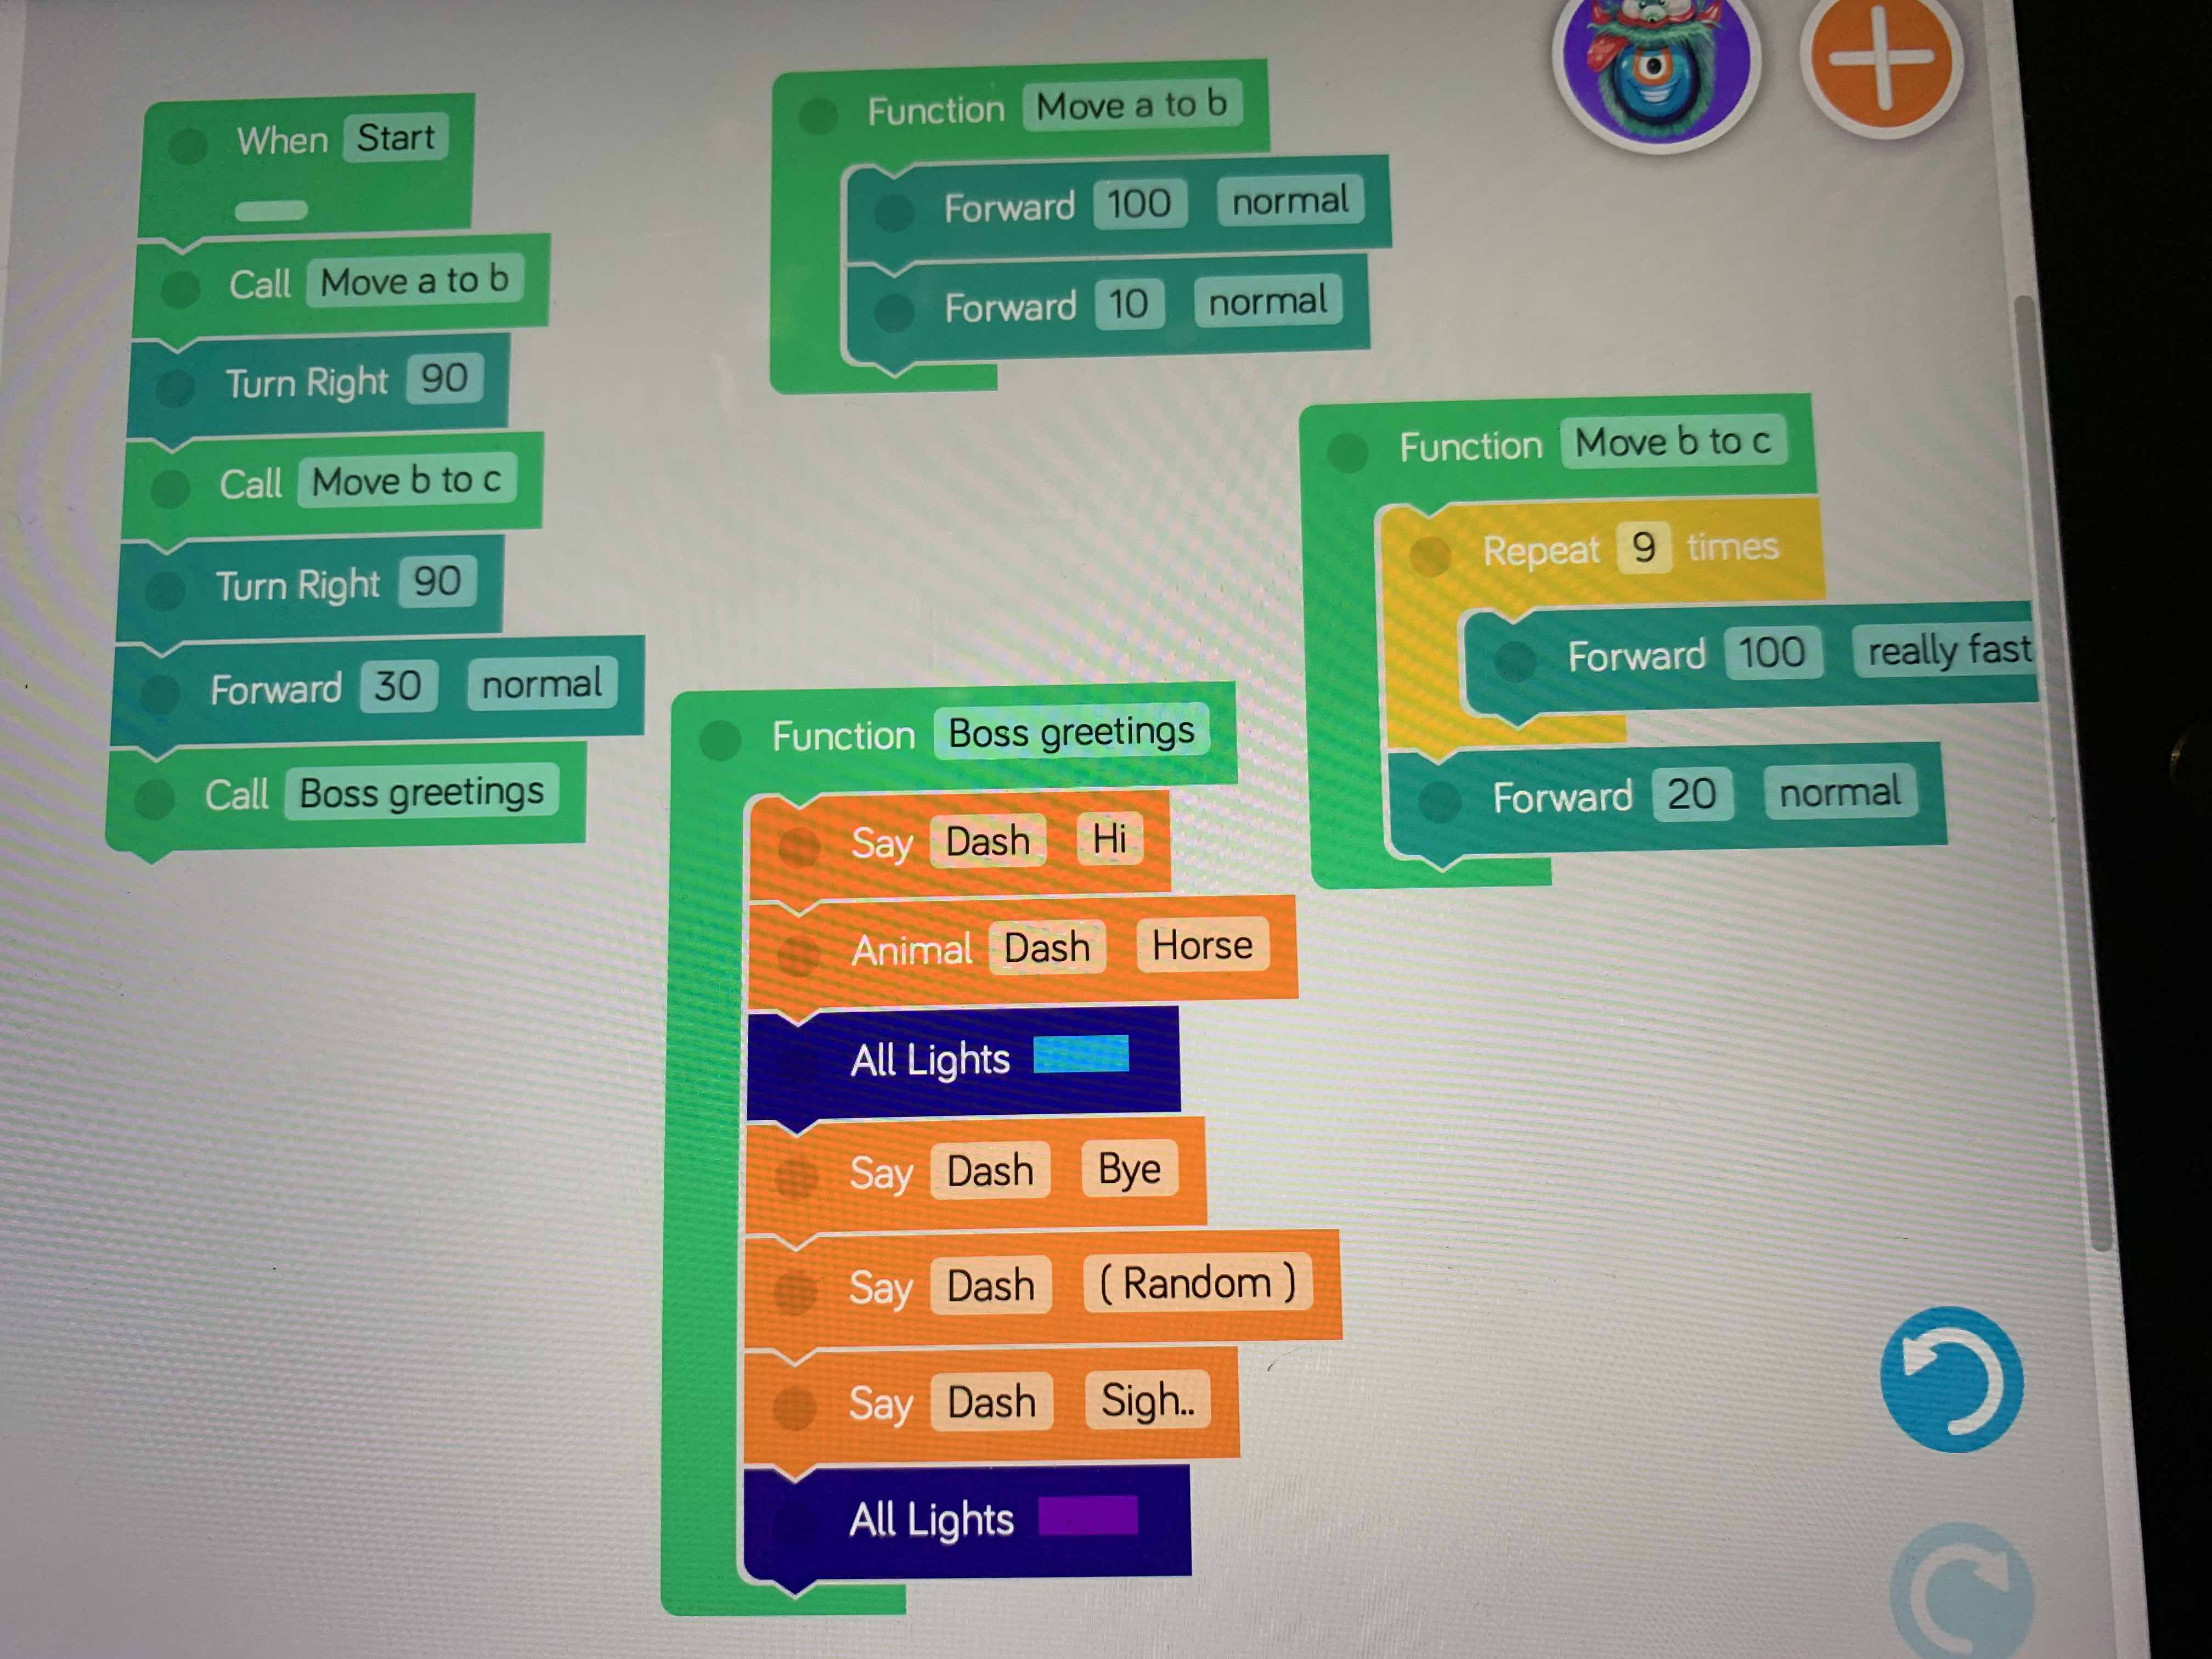 When Start
Call Move a to b
Turn Right 90
Call Move b to c
Turn Right 90
Forward 30 normal
Call Boss greetings
Function Move a to b
Forward 100 normal
Forward 10 normal
Function Move b to c
Repeat 9 times
Forward 100 really fast
Forward 20 normal
Function Boss greetings
Say Dash Hi
Animal Dash Horse
All Lights
Say Dash Bye
Say Dash ( Random )
Say Dash Sigh..
All Lights